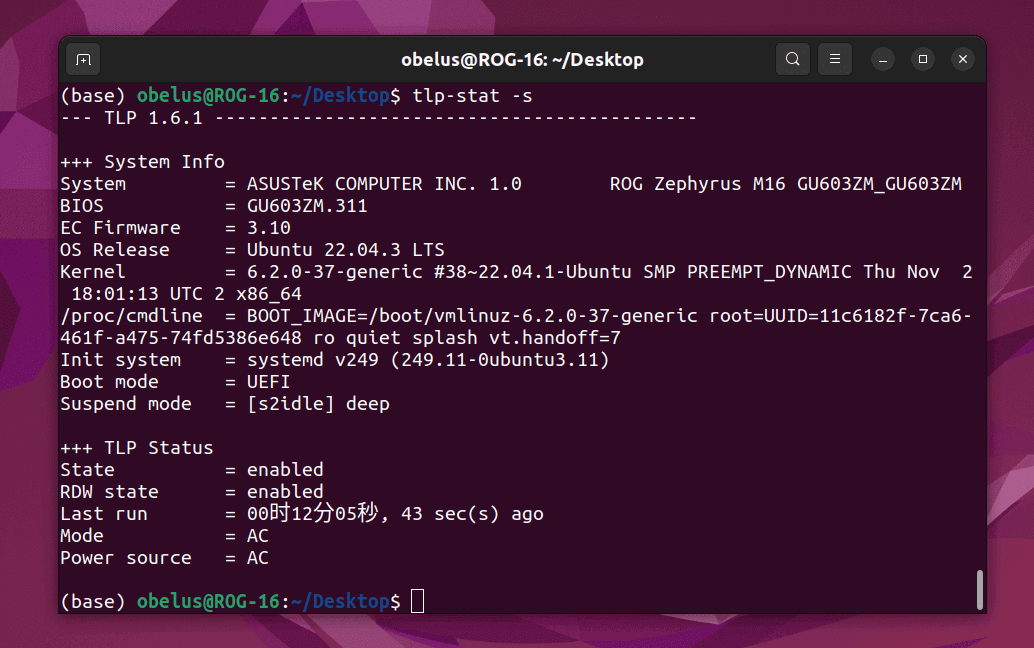 obelus@ROG-16: ~/Desktop
(base) obelus@ROG-16:~/Desktop$ tlp-stat -s
--- TLP 1.6.1 --------------------------------------------
+++ System Info
System         = ASUSTeK COMPUTER INC. 1.0        ROG Zephyrus M16 GU603ZM_GU603ZM
BIOS           = GU603ZM.311
EC Firmware    = 3.10
OS Release     = Ubuntu 22.04.3 LTS
Kernel         = 6.2.0-37-generic #38~22.04.1-Ubuntu SMP PREEMPT_DYNAMIC Thu Nov  2
 18:01:13 UTC 2 x86_64
/proc/cmdline  = BOOT_IMAGE=/boot/vmlinuz-6.2.0-37-generic root=UUID=11c6182f-7ca6-
461f-a475-74fd5386e648 ro quiet splash vt.handoff=7
Init system    = systemd v249 (249.11-0ubuntu3.11)
Boot mode      = UEFI
Suspend mode   = [s2idle] deep
+++ TLP Status
State          = enabled
RDW state      = enabled
Last run       = 00时12分05秒, 43 sec(s) ago
Mode           = AC
Power source   = AC
(base) obelus@ROG-16:~/Desktop$